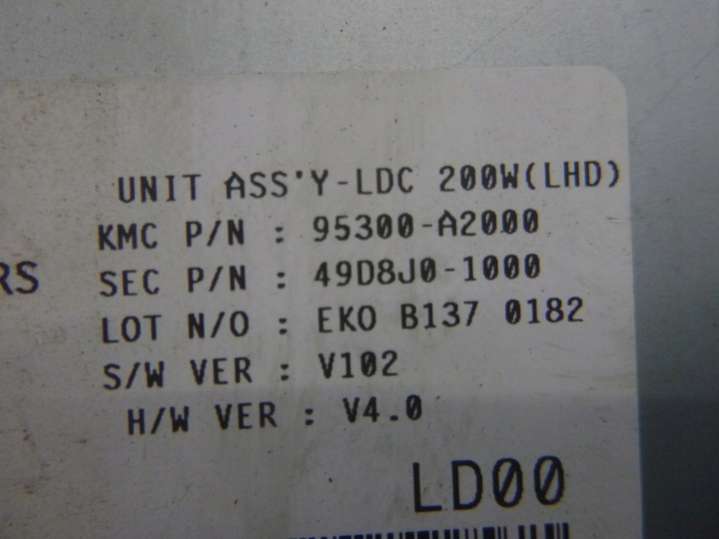 UNIT ASS'Y-LDC 200W(LHD)
KMC P/N : 95300-A2000
RS
SEC P/N : 49D8J0-1000
LOT N/O : EKO B137 0182
S/W VER : V102
H/W VER : V4.0
LD00